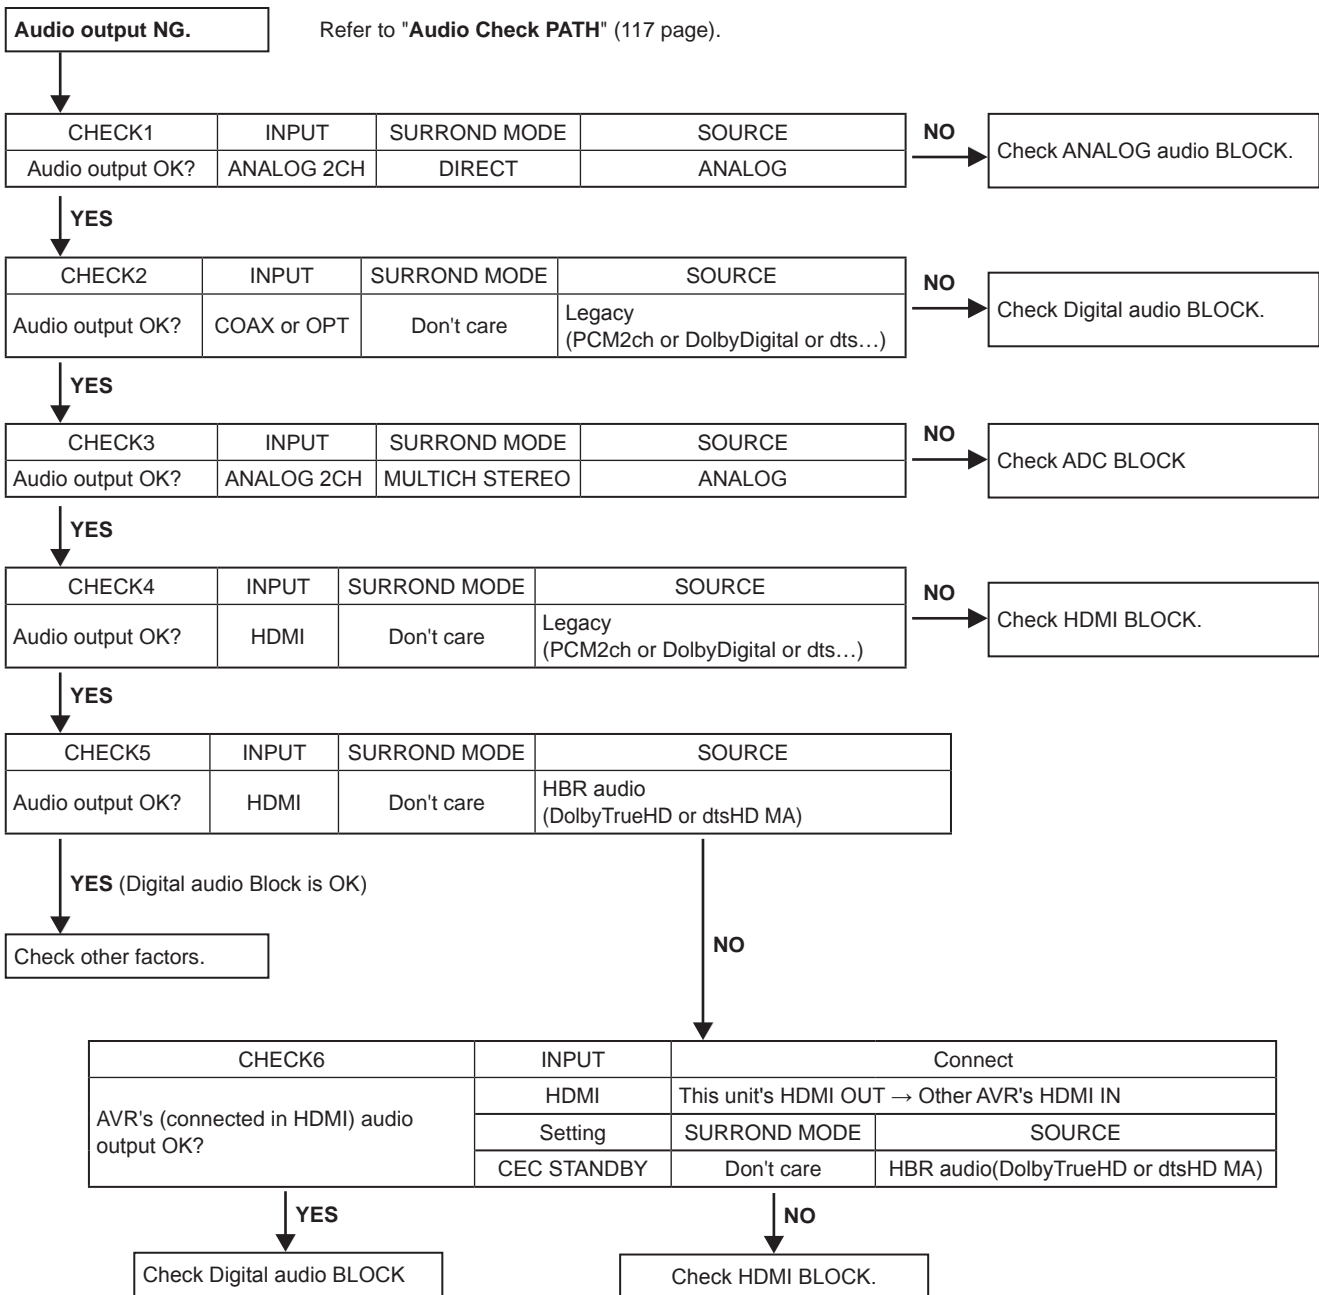 Audio output NG.
Refer to "Audio Check PATH" (117 page).
CHECK1 INPUT SURROND MODE SOURCE
Audio output OK? ANALOG 2CH DIRECT ANALOG
NO
Check ANALOG audio BLOCK.
YES
CHECK2 INPUT SURROND MODE SOURCE
Audio output OK? COAX or OPT Don't care Legacy
(PCM2ch or DolbyDigital or dts…)
NO
Check Digital audio BLOCK.
YES
CHECK3 INPUT SURROND MODE SOURCE
Audio output OK? ANALOG 2CH MULTICH STEREO ANALOG
NO
Check ADC BLOCK
YES
CHECK4 INPUT SURROND MODE SOURCE
Audio output OK? HDMI Don't care Legacy
(PCM2ch or DolbyDigital or dts…)
NO
Check HDMI BLOCK.
YES
CHECK5 INPUT SURROND MODE SOURCE
Audio output OK? HDMI Don't care HBR audio
(DolbyTrueHD or dtsHD MA)
YES (Digital audio Block is OK)
Check other factors.
NO
CHECK6 INPUT Connect
HDMI This unit's HDMI OUT → Other AVR's HDMI IN
AVR's (connected in HDMI) audio
output OK?
Setting SURROND MODE SOURCE
CEC STANDBY Don't care HBR audio(DolbyTrueHD or dtsHD MA)
YES
NO
Check Digital audio BLOCK
Check HDMI BLOCK.